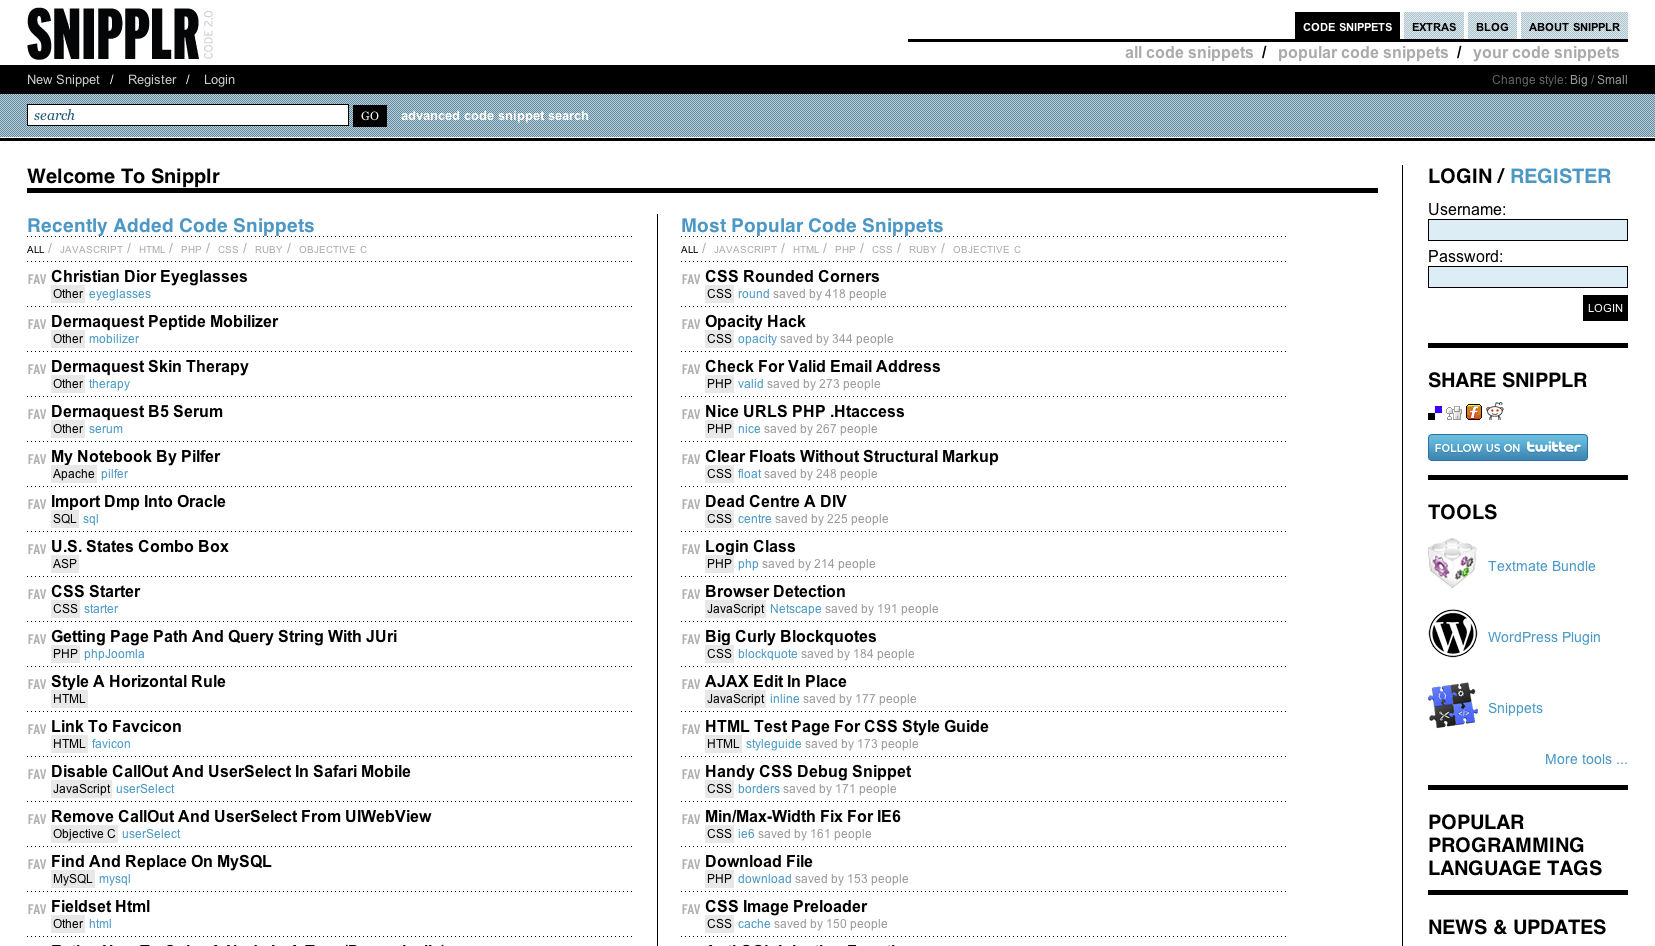 SNIPPLR CODE 2.0
CODE SNIPPETS EXTRAS BLOG ABOUT SNIPPLR
all code snippets / popular code snippets / your code snippets
New Snippet / Register / Login
Change style: Big / Small
search GO advanced code snippet search
Welcome To Snipplr
Recently Added Code Snippets
ALL / JAVASCRIPT / HTML / PHP / CSS / RUBY / OBJECTIVE C
FAV Christian Dior Eyeglasses
Other eyeglasses
FAV Dermaquest Peptide Mobilizer
Other mobilizer
FAV Dermaquest Skin Therapy
Other therapy
FAV Dermaquest B5 Serum
Other serum
FAV My Notebook By Pilfer
Apache pilfer
FAV Import Dmp Into Oracle
SQL sql
FAV U.S. States Combo Box
ASP
FAV CSS Starter
CSS starter
FAV Getting Page Path And Query String With JUri
PHP phpJoomla
FAV Style A Horizontal Rule
HTML
FAV Link To Favcicon
HTML favicon
FAV Disable CallOut And UserSelect In Safari Mobile
JavaScript userSelect
FAV Remove CallOut And UserSelect From UIWebView
Objective C userSelect
FAV Find And Replace On MySQL
MySQL mysql
FAV Fieldset Html
Other html
Most Popular Code Snippets
ALL / JAVASCRIPT / HTML / PHP / CSS / RUBY / OBJECTIVE C
FAV CSS Rounded Corners
CSS round saved by 418 people
FAV Opacity Hack
CSS opacity saved by 344 people
FAV Check For Valid Email Address
PHP valid saved by 273 people
FAV Nice URLS PHP .Htaccess
PHP nice saved by 267 people
FAV Clear Floats Without Structural Markup
CSS float saved by 248 people
FAV Dead Centre A DIV
CSS centre saved by 225 people
FAV Login Class
PHP php saved by 214 people
FAV Browser Detection
JavaScript Netscape saved by 191 people
FAV Big Curly Blockquotes
CSS blockquote saved by 184 people
FAV AJAX Edit In Place
JavaScript inline saved by 177 people
FAV HTML Test Page For CSS Style Guide
HTML styleguide saved by 173 people
FAV Handy CSS Debug Snippet
CSS borders saved by 171 people
FAV Min/Max-Width Fix For IE6
CSS ie6 saved by 161 people
FAV Download File
PHP download saved by 153 people
FAV CSS Image Preloader
CSS cache saved by 150 people
LOGIN / REGISTER
Username:
Password:
LOGIN
SHARE SNIPPLR
FOLLOW US ON twitter
TOOLS
Textmate Bundle
WordPress Plugin
Snippets
More tools ...
POPULAR
PROGRAMMING
LANGUAGE TAGS
NEWS & UPDATES